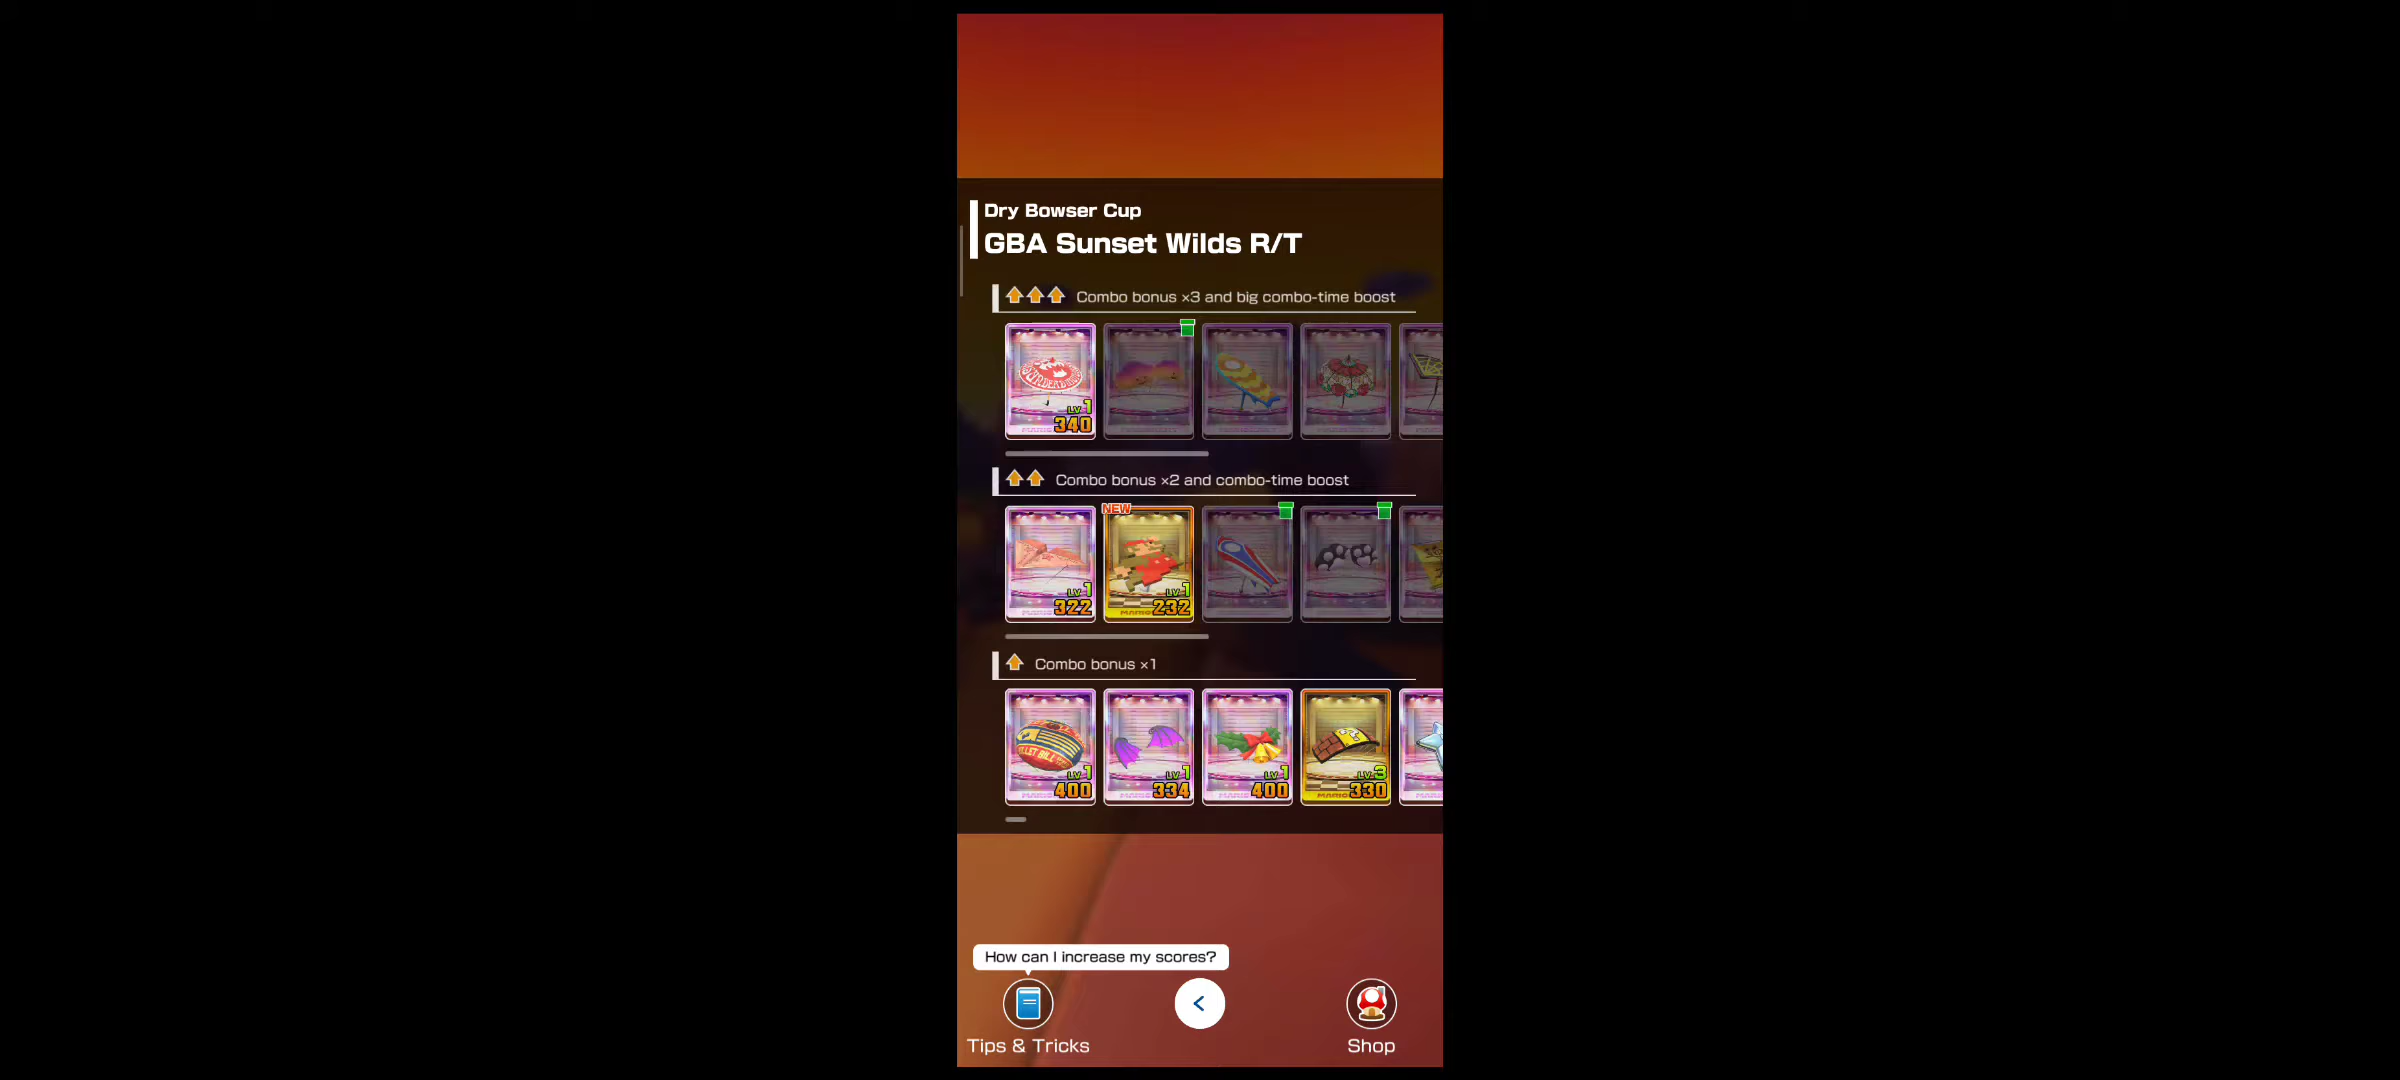 Dry Bowser Cup
GBA Sunset Wilds R/T
Combo bonus ×3 and big combo-time boost
LV.1
340
Combo bonus ×2 and combo-time boost
NEW
LV.1 LV.1
322 232
Combo bonus ×1
LV.1 LV.1 LV.1 LV.3
400 334 400 330
How can I increase my scores?
<
Tips & Tricks Shop